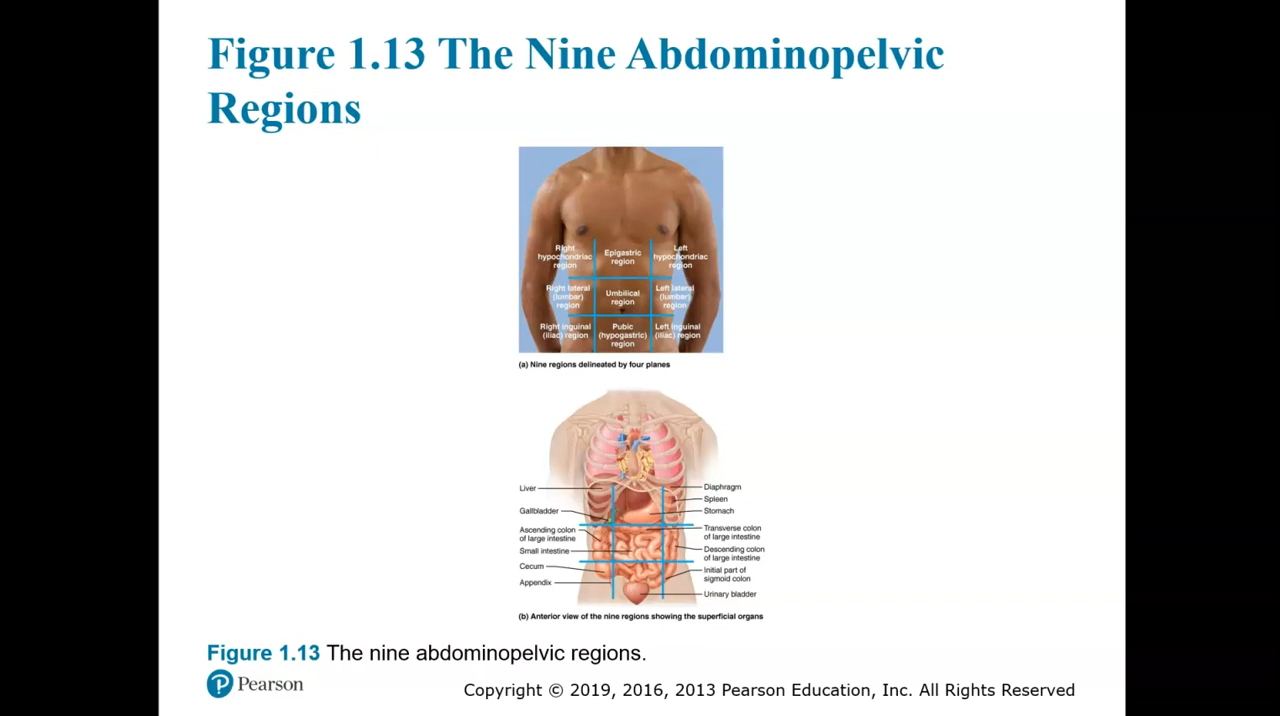 Figure 1.13 The Nine Abdominopelvic
Regions
Right
hypochondriac
region
Epigastric
region
Left
hypochondriac
region
Right lateral
(lumbar)
region
Umbilical
region
Left lateral
(lumbar)
region
Right inguinal
(iliac) region
Pubic
(hypogastric)
region
Left inguinal
(iliac) region
(a) Nine regions delineated by four planes
Liver
Gallbladder
Ascending colon
of large intestine
Small intestine
Cecum
Appendix
Diaphragm
Spleen
Stomach
Transverse colon
of large intestine
Descending colon
of large intestine
Initial part of
sigmoid colon
Urinary bladder
(b) Anterior view of the nine regions showing the superficial organs
Figure 1.13 The nine abdominopelvic regions.
P Pearson
Copyright © 2019, 2016, 2013 Pearson Education, Inc. All Rights Reserved